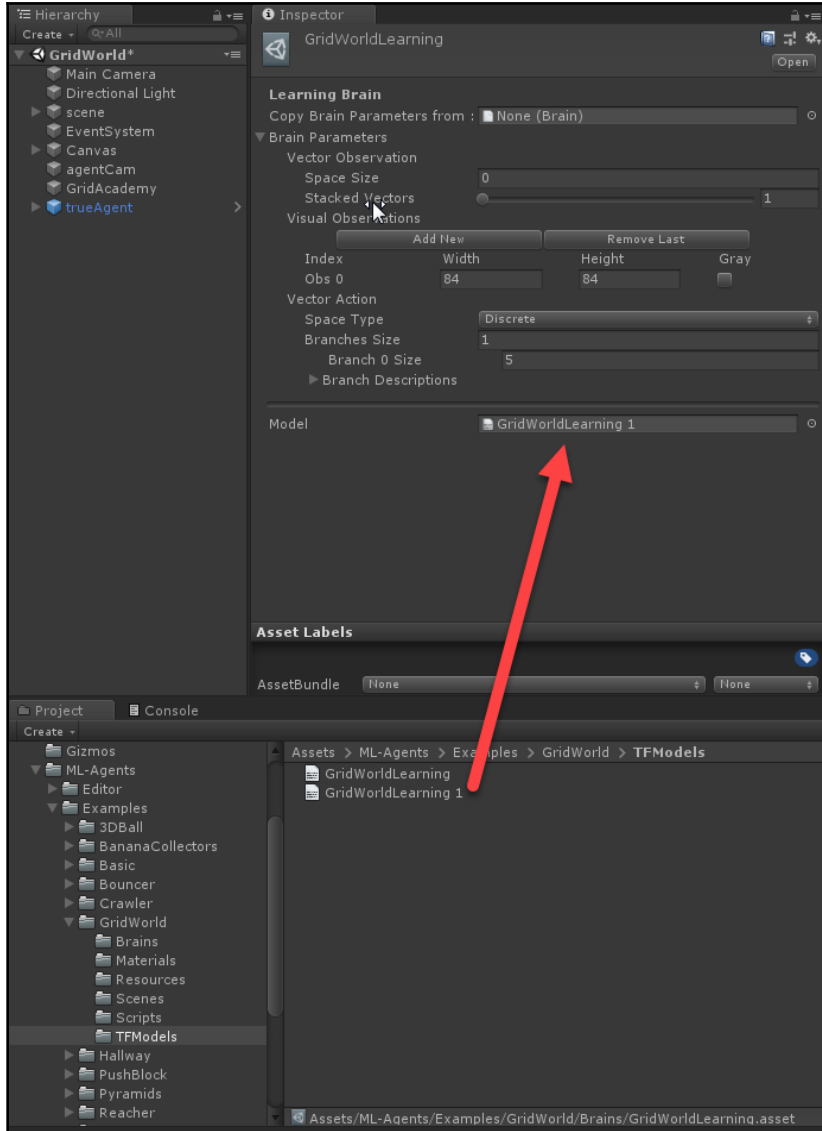 Hierarchy
Create
All
GridWorld*
Main Camera
Directional Light
scene
EventSystem
Canvas
agentCam
GridAcademy
trueAgent
Inspector
GridWorldLearning
Open
Learning Brain
Copy Brain Parameters from : None (Brain)
Brain Parameters
Vector Observation
Space Size 0
Stacked Vectors 1
Visual Observations
Add New Remove Last
Index Width Height Gray
Obs 0 84 84
Vector Action
Space Type Discrete
Branches Size 1
Branch 0 Size 5
Branch Descriptions
Model GridWorldLearning 1
Asset Labels
AssetBundle None None
Project Console
Create
Gizmos
ML-Agents
Editor
Examples
3DBall
BananaCollectors
Basic
Bouncer
Crawler
GridWorld
Brains
Materials
Resources
Scenes
Scripts
TFModels
Hallway
PushBlock
Pyramids
Reacher
Assets > ML-Agents > Examples > GridWorld > TFModels
GridWorldLearning
GridWorldLearning 1
Assets/ML-Agents/Examples/GridWorld/Brains/GridWorldLearning.asset